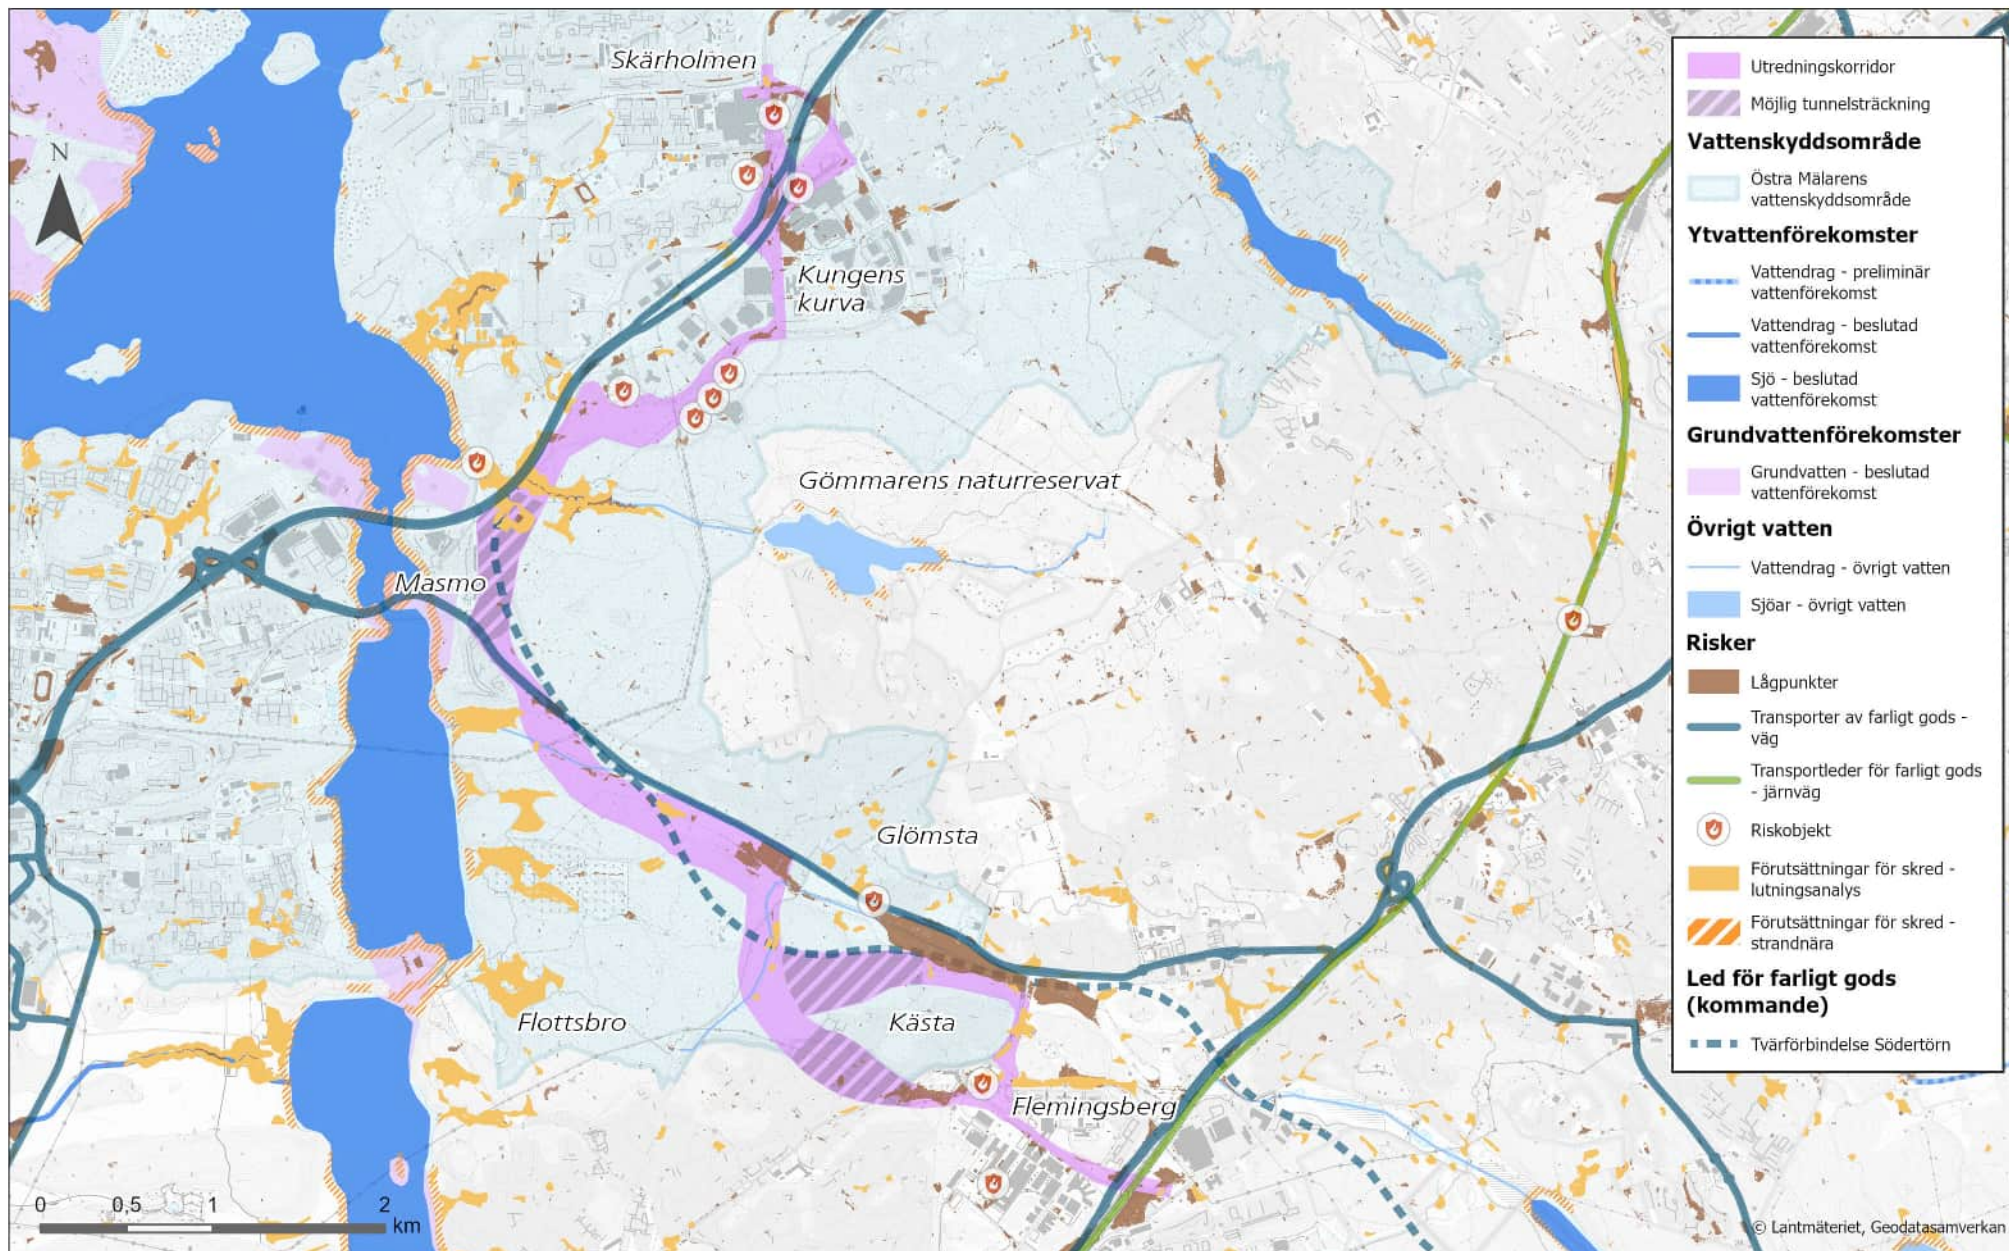 Skärholmen
N
Kungens
kurva
Gömmarens naturreservat
Masmo
Glömsta
Flottsbro
Kästa
Flemingsberg
0 0,5 1 2
km
Utredningskorridor
Möjlig tunnelsträckning
Vattenskyddsområde
Östra Mälarens
vattenskyddsområde
Ytvattenförekomster
Vattendrag - preliminär
vattenförekomst
Vattendrag - beslutad
vattenförekomst
Sjö - beslutad
vattenförekomst
Grundvattenförekomster
Grundvatten - beslutad
vattenförekomst
Övrigt vatten
Vattendrag - övrigt vatten
Sjöar - övrigt vatten
Risker
Lågpunkter
Transporter av farligt gods -
väg
Transportleder för farligt gods
- järnväg
Riskobjekt
Förutsättningar för skred -
lutningsanalys
Förutsättningar för skred -
strandnära
Led för farligt gods
(kommande)
Tvärförbindelse Södertörn
© Lantmäteriet, Geodatasamverkan